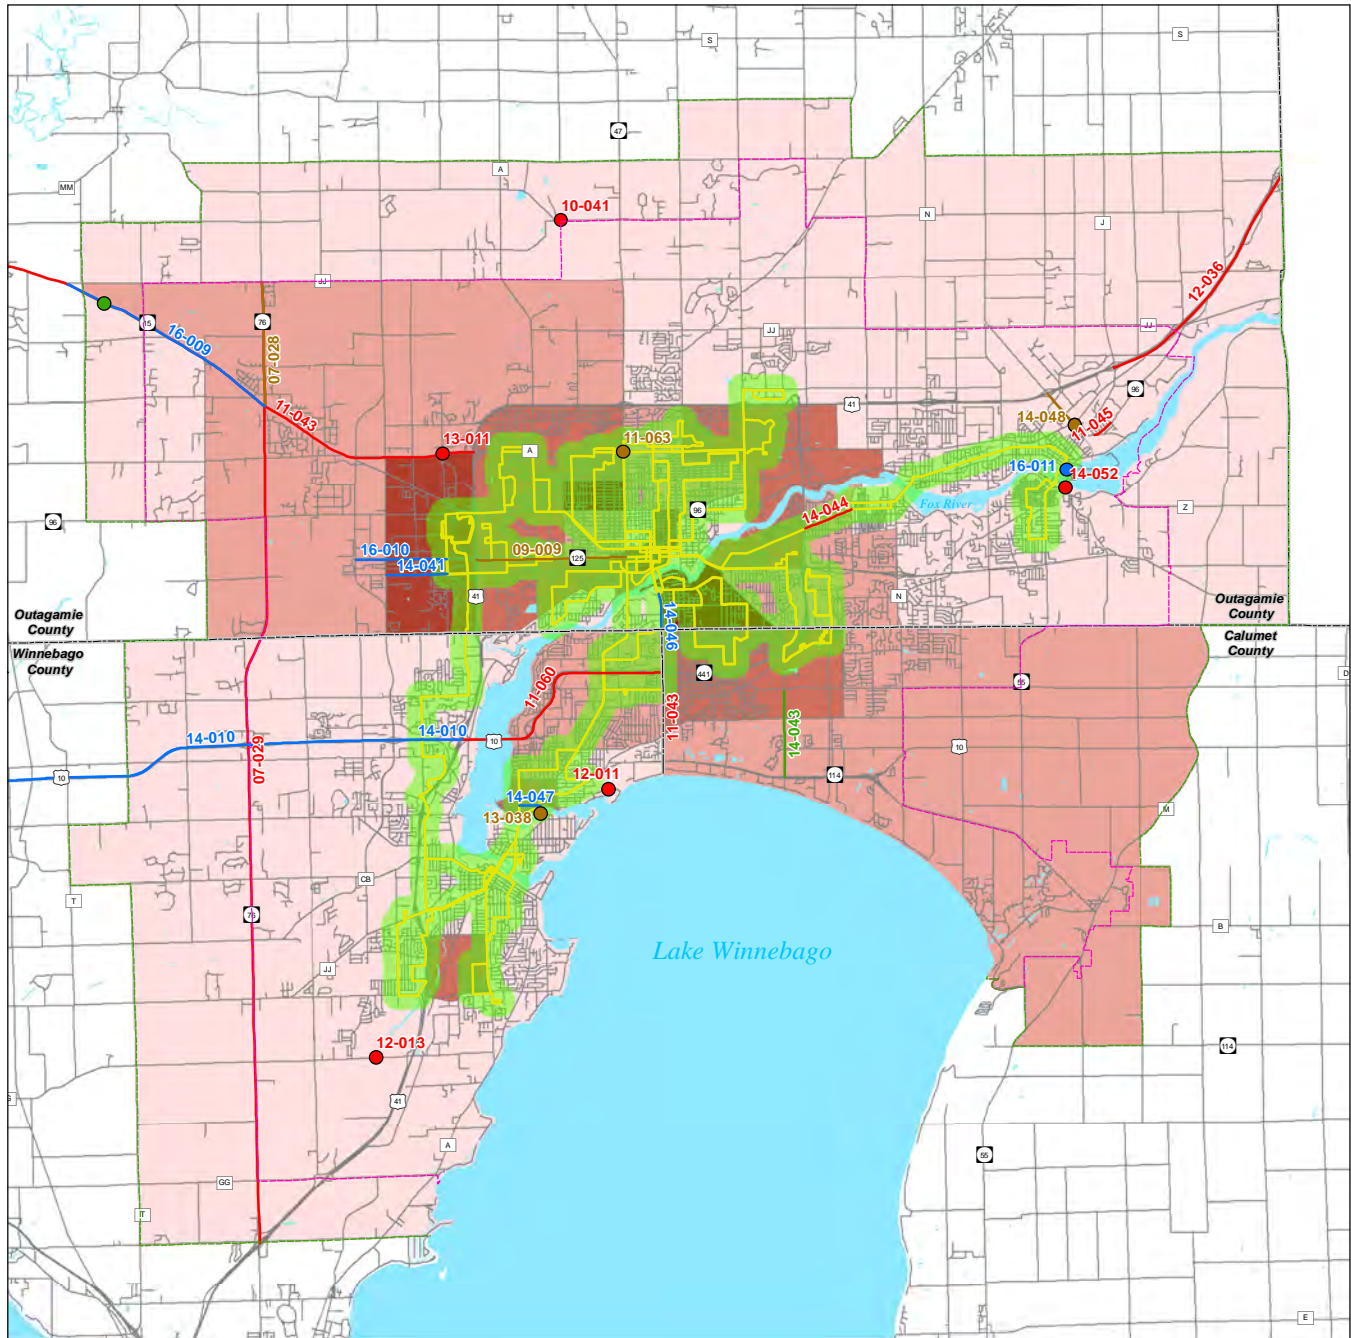 S
S
47
A
MM
10-041
N
J
12-036
JJ
15
76
16-009
07-028
JJ
JJ
96
41
11-043
13-011
A
11-063
14-048
11-045
16-011
14-052
96
96
Fox River
Z
14-044
16-010
14-041
09-009
125
41
N
14-046
Outagamie
County
Outagamie
County
Winnebago
County
Calumet
County
441
55
D
11-060
11-043
14-010
14-010
10
10
07-029
14-043
10
114
12-011
14-047
13-038
M
CB
T
76
B
JJ
Lake Winnebago
12-013
114
41
A
55
GG
T
E